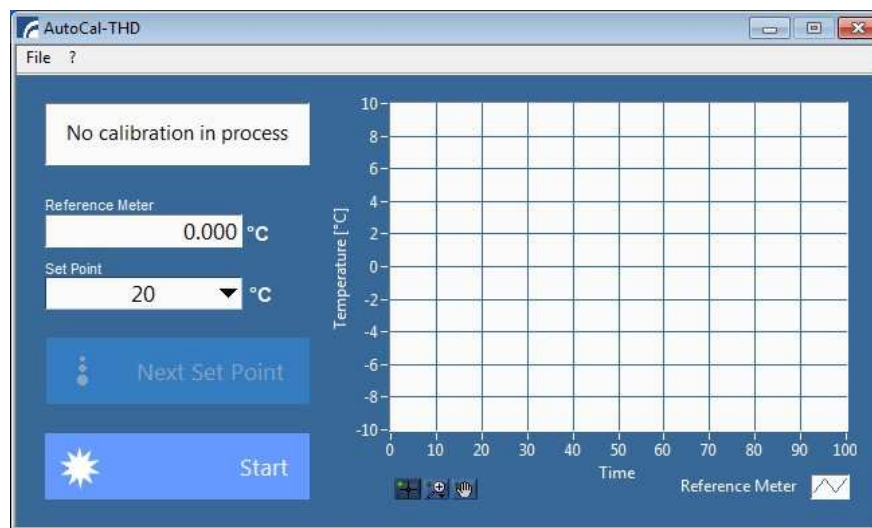 AutoCal-THD
File ?
No calibration in process
Reference Meter
0.000 °C
Set Point
20 °C
Next Set Point
Start
Temperature [°C]
10
8
6
4
2
0
-2
-4
-6
-8
-10
0 10 20 30 40 50 60 70 80 90 100
Time
Reference Meter